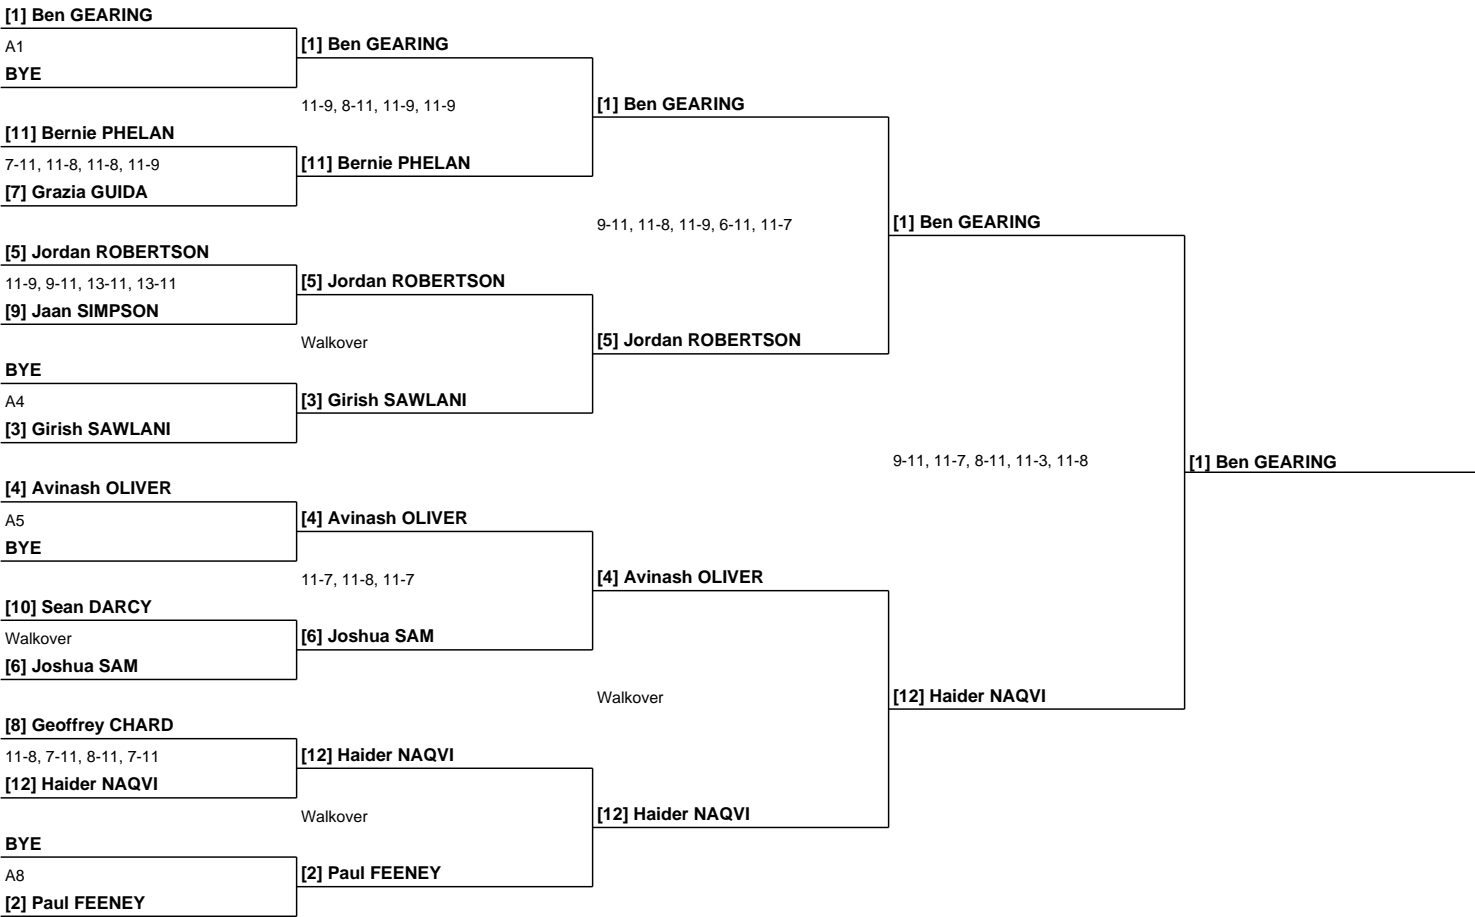 [1] Ben GEARING
A1
BYE
[11] Bernie PHELAN
7-11, 11-8, 11-8, 11-9
[7] Grazia GUIDA
[5] Jordan ROBERTSON
11-9, 9-11, 13-11, 13-11
[9] Jaan SIMPSON
BYE
A4
[3] Girish SAWLANI
[4] Avinash OLIVER
A5
BYE
[10] Sean DARCY
Walkover
[6] Joshua SAM
[8] Geoffrey CHARD
11-8, 7-11, 8-11, 7-11
[12] Haider NAQVI
BYE
A8
[2] Paul FEENEY
[1] Ben GEARING
11-9, 8-11, 11-9, 11-9
[11] Bernie PHELAN
[5] Jordan ROBERTSON
Walkover
[3] Girish SAWLANI
[4] Avinash OLIVER
11-7, 11-8, 11-7
[6] Joshua SAM
[12] Haider NAQVI
Walkover
[2] Paul FEENEY
[1] Ben GEARING
9-11, 11-8, 11-9, 6-11, 11-7
[5] Jordan ROBERTSON
[4] Avinash OLIVER
Walkover
[12] Haider NAQVI
[1] Ben GEARING
9-11, 11-7, 8-11, 11-3, 11-8
[12] Haider NAQVI
[1] Ben GEARING